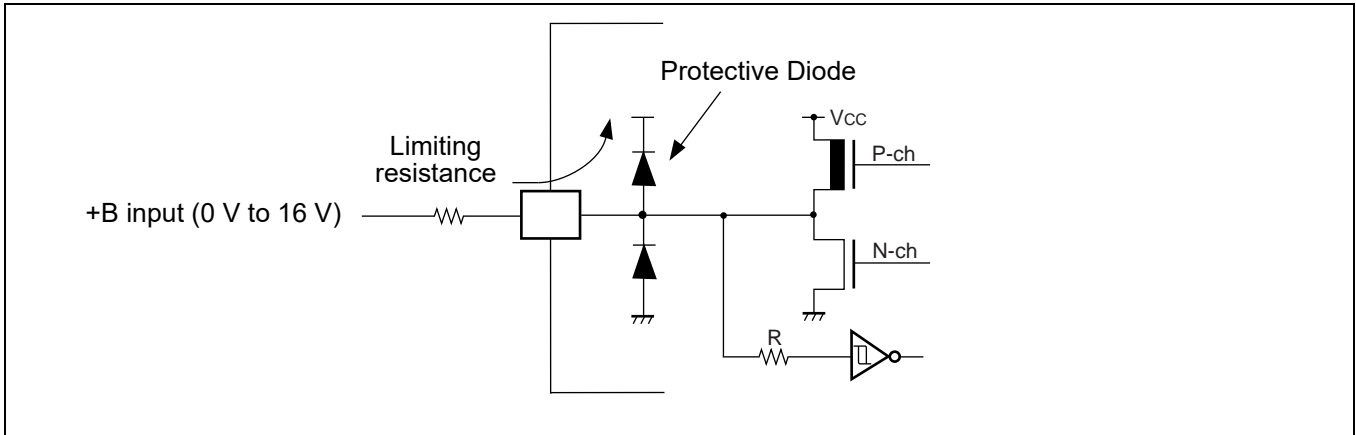 Protective Diode
VCC
Limiting
resistance
P-ch
+B input (0 V to 16 V)
N-ch
R